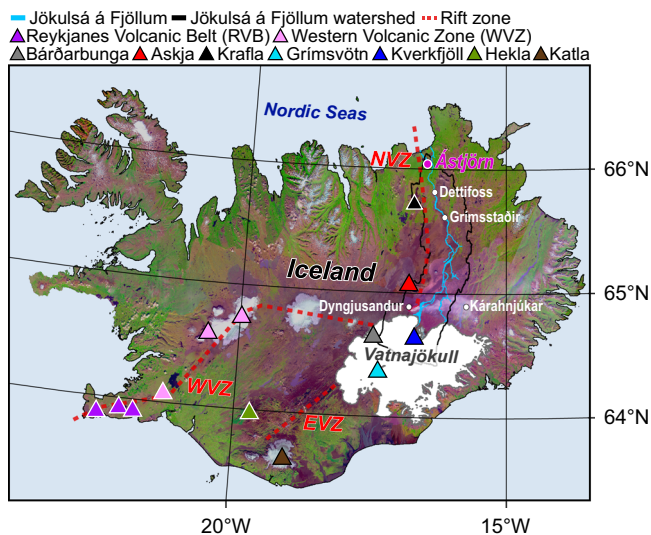 Jökulsá á Fjöllum Jökulsá á Fjöllum watershed Rift zone
Reykjanes Volcanic Belt (RVB) Western Volcanic Zone (WVZ)
Bárðarbunga Askja Krafla Grímsvötn Kverkfjöll Hekla Katla
Nordic Seas
NVZ
Ástjörn
66°N
Dettifoss
Grímsstaðir
Iceland
65°N
Dyngjusandur
Kárahnjúkar
Vatnajökull
WVZ
EVZ
64°N
20°W
15°W